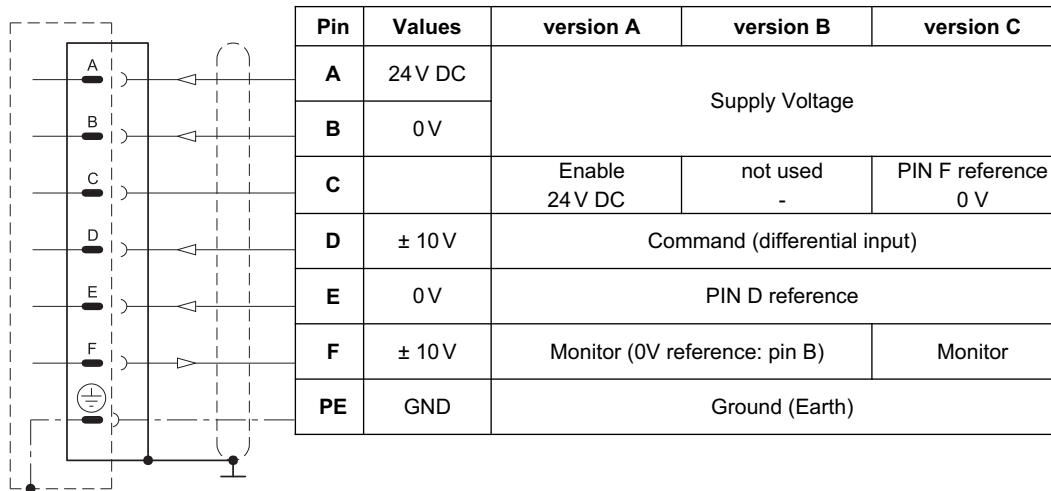 Pin Values version A version B version C
A 24 V DC Supply Voltage
B 0 V
C Enable 24 V DC not used - PIN F reference 0 V
D ± 10 V Command (differential input)
E 0 V PIN D reference
F ± 10 V Monitor (0V reference: pin B) Monitor
PE GND Ground (Earth)
A
B
C
D
E
F